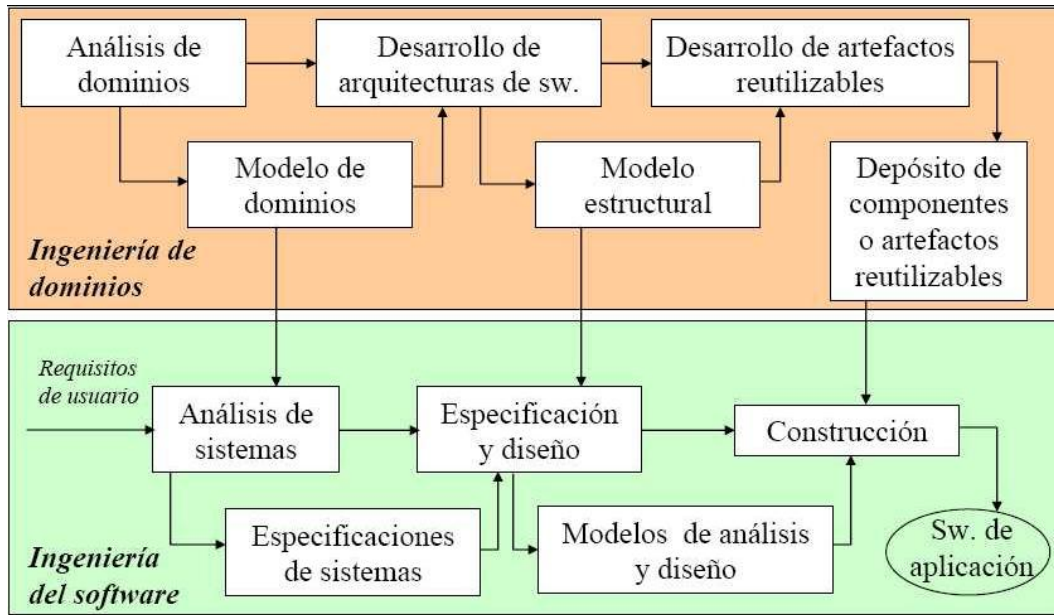 Análisis de
dominios
Desarrollo de
arquitecturas de sw.
Desarrollo de artefactos
reutilizables
Modelo de
dominios
Modelo
estructural
Depósito de
componentes
o artefactos
reutilizables
Ingeniería de
dominios
Requisitos
de usuario
Análisis de
sistemas
Especificación
y diseño
Construcción
Especificaciones
de sistemas
Modelos de análisis
y diseño
Sw. de
aplicación
Ingeniería
del software